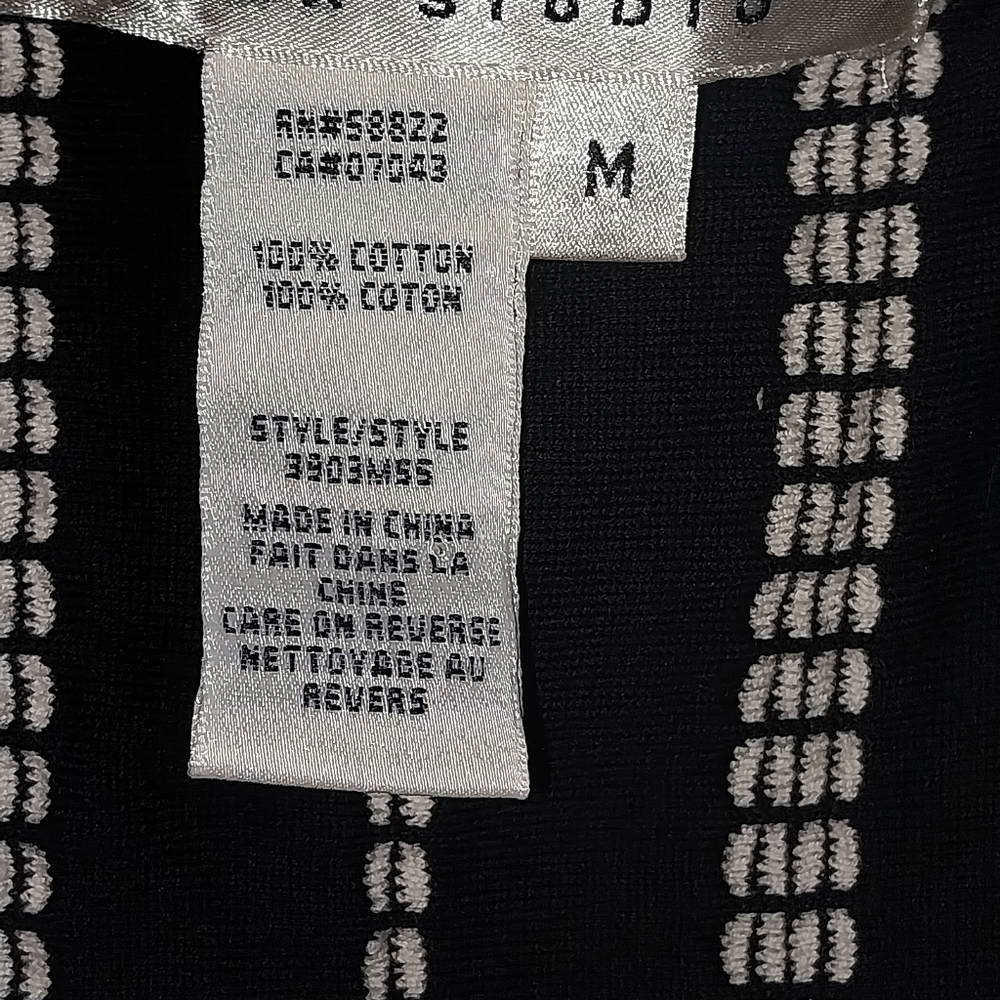 STUDIO
M
RN#58822
CA#07043
100% COTTON
100% COTON
STYLE/STYLE
3903MSS
MADE IN CHINA
FAIT DANS LA
CHINE
CARE ON REVERSE
NETTOYAGE AU
REVERS